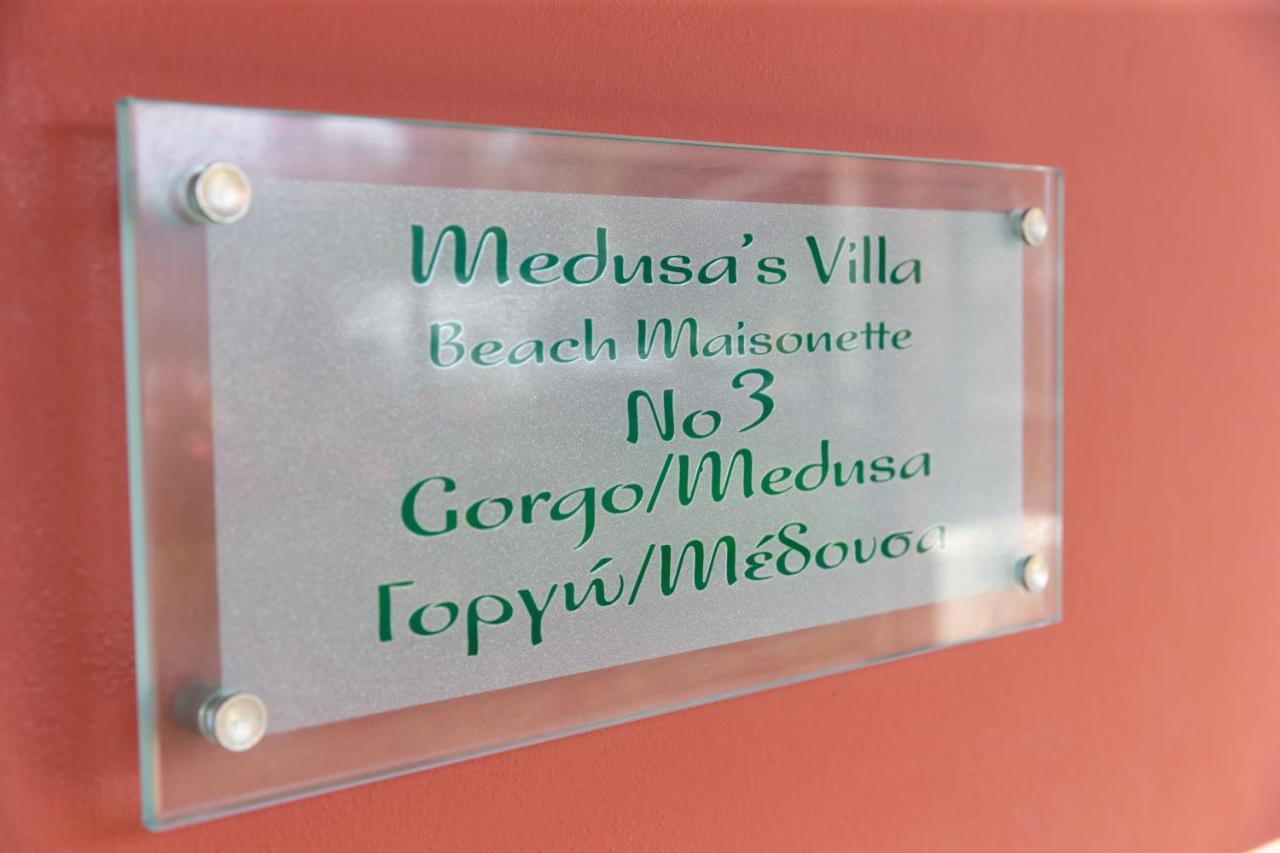 Medusa's Villa
Beach Maisonette
No 3
Gorgo/Medusa
Γοργώ/Μέδουσα